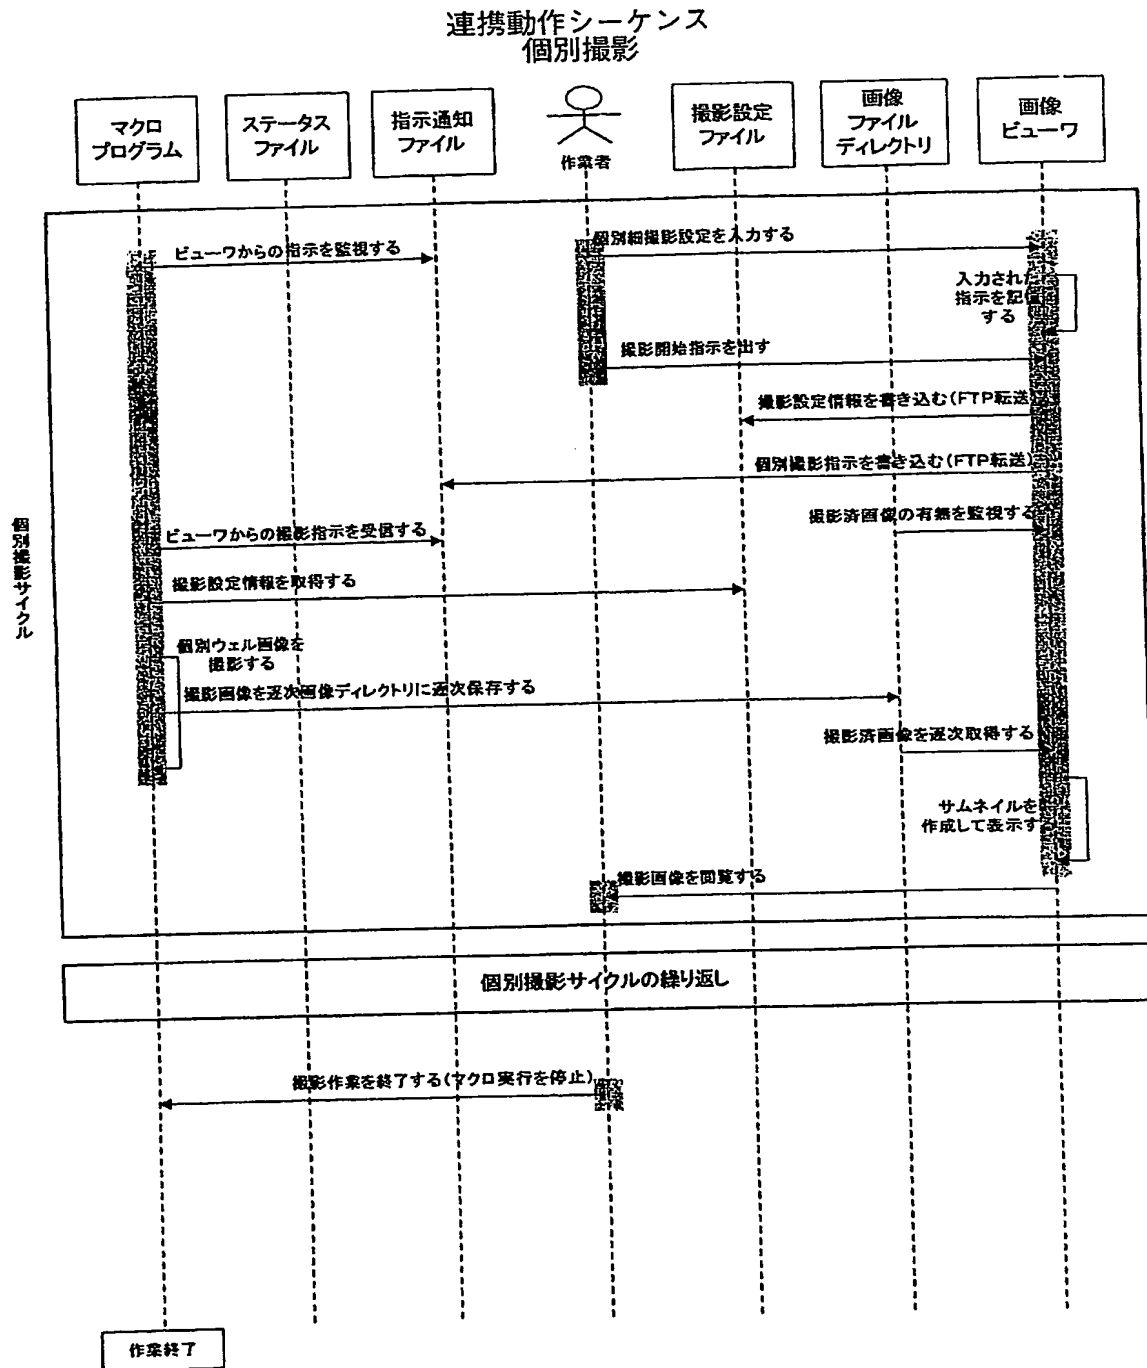 連携動作シーケンス
個別撮影
マクロ
プログラム
ステータス
ファイル
指示通知
ファイル
作業者
撮影設定
ファイル
画像
ファイル
ディレクトリ
画像
ビューワ
ビューワからの指示を監視する
個別細撮影設定を入力する
入力された
指示を記
する
撮影開始指示を出す
撮影設定情報を書き込む(FTP転送)
個別撮影指示を書き込む(FTP転送)
撮影済画像の有無を監視する
ビューワからの撮影指示を受信する
撮影設定情報を取得する
個別撮影サイクル
個別ウェル画像を
撮影する
撮影画像を逐次画像ディレクトリに逐次保存する
撮影済画像を逐次取得する
サムネイルを
作成して表示す
撮影画像を閲覧する
個別撮影サイクルの繰り返し
撮影作業を終了する(マクロ実行を停止)
作業終了